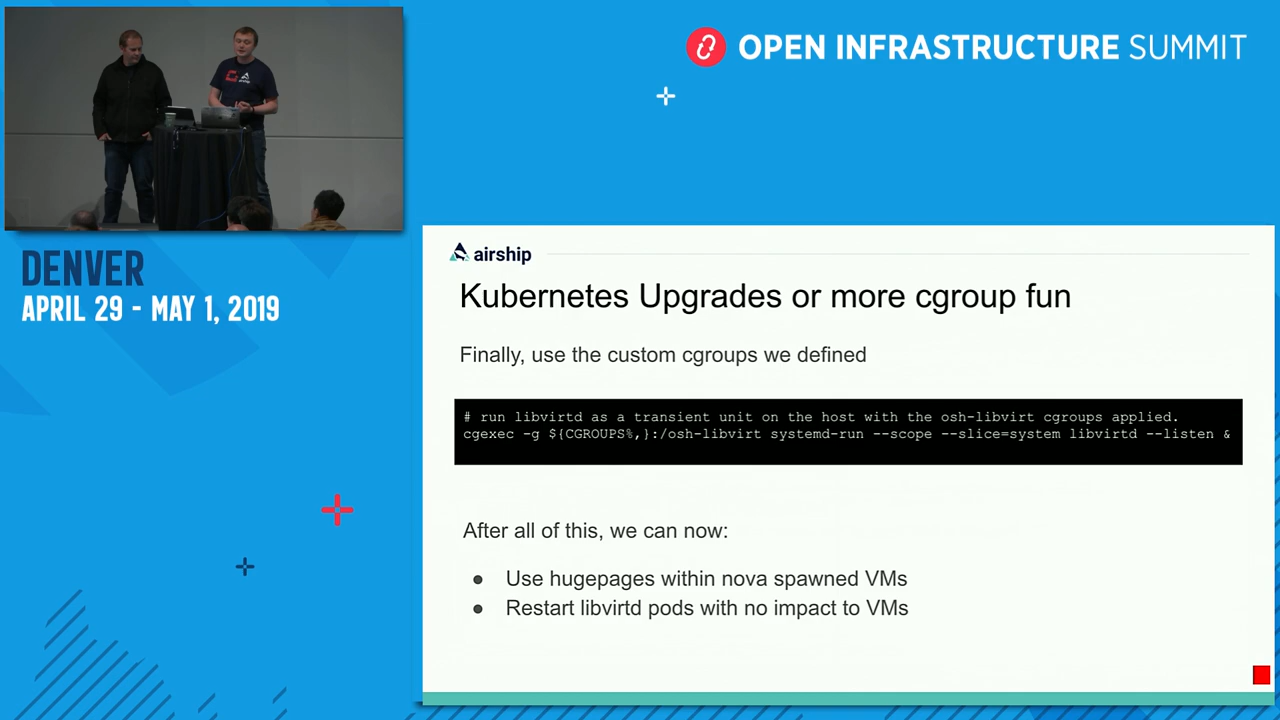 OPEN INFRASTRUCTURE SUMMIT
airship
DENVER
APRIL 29 - MAY 1, 2019
airship
Kubernetes Upgrades or more cgroup fun
Finally, use the custom cgroups we defined
# run libvirtd as a transient unit on the host with the osh-libvirt cgroups applied.
cgexec -g ${CGROUPS%,}:/osh-libvirt systemd-run --scope --slice=system libvirtd --listen &
After all of this, we can now:
● Use hugepages within nova spawned VMs
● Restart libvirtd pods with no impact to VMs